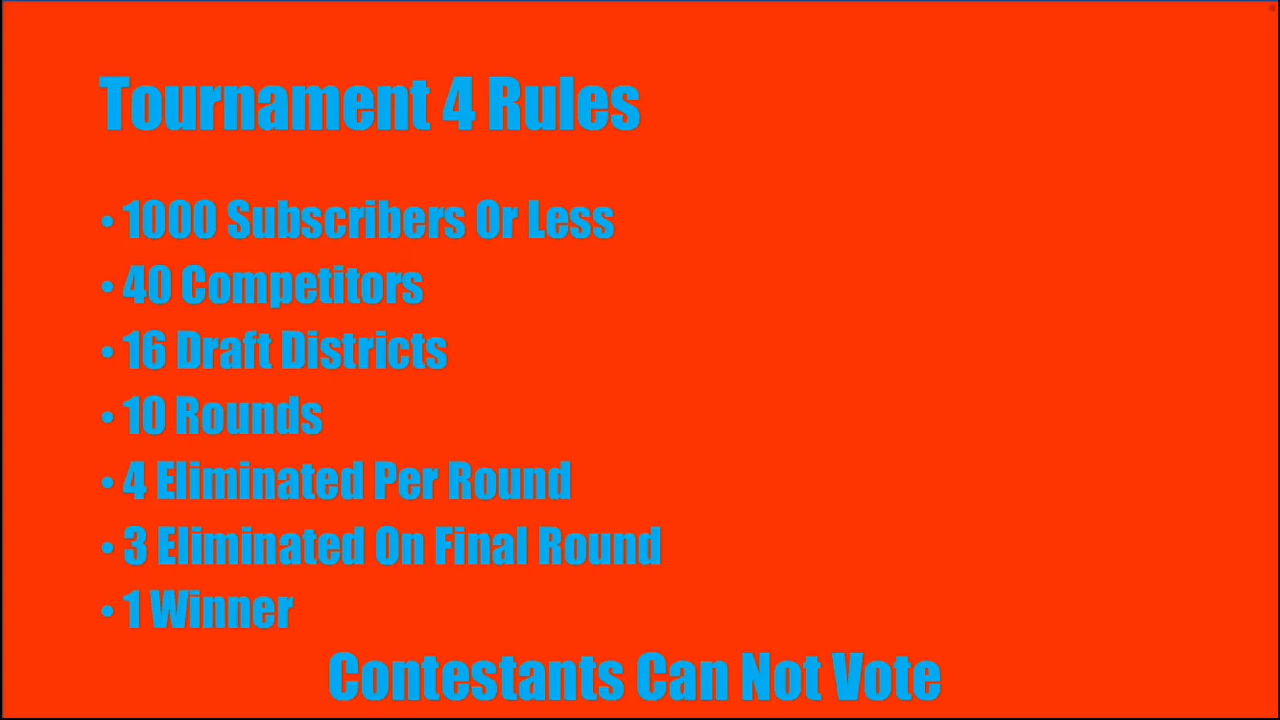 Tournament 4 Rules
• 1000 Subscribers Or Less
• 40 Competitors
• 16 Draft Districts
• 10 Rounds
• 4 Eliminated Per Round
• 3 Eliminated On Final Round
• 1 Winner
Contestants Can Not Vote